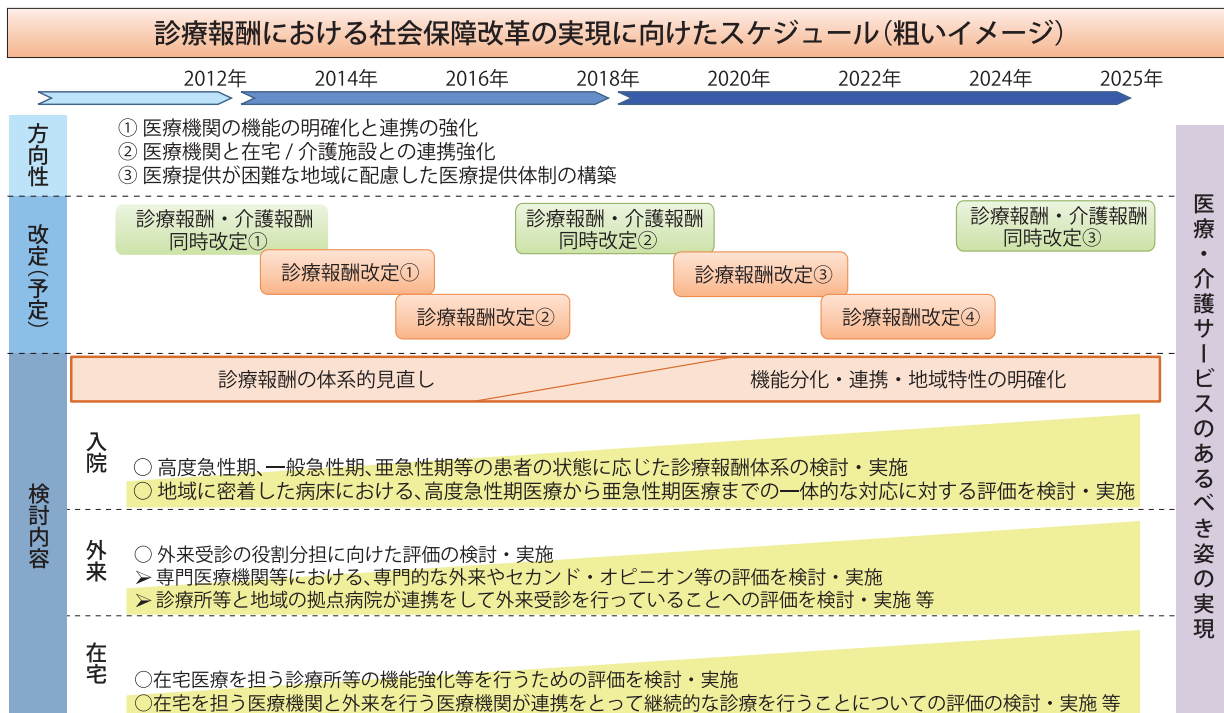 診療報酬における社会保障改革の実現に向けたスケジュール(粗いイメージ)
2012年 2014年 2016年 2018年 2020年 2022年 2024年 2025年
方向性
① 医療機関の機能の明確化と連携の強化
② 医療機関と在宅 / 介護施設との連携強化
③ 医療提供が困難な地域に配慮した医療提供体制の構築
改定(予定)
診療報酬・介護報酬
同時改定①
診療報酬・介護報酬
同時改定②
診療報酬・介護報酬
同時改定③
診療報酬改定①
診療報酬改定③
診療報酬改定②
診療報酬改定④
検討内容
診療報酬の体系的見直し
機能分化・連携・地域特性の明確化
入院
○ 高度急性期、一般急性期、亜急性期等の患者の状態に応じた診療報酬体系の検討・実施
○ 地域に密着した病床における、高度急性期医療から亜急性期医療までの一体的な対応に対する評価を検討・実施
外来
○ 外来受診の役割分担に向けた評価の検討・実施
➢ 専門医療機関等における、専門的な外来やセカンド・オピニオン等の評価を検討・実施
➢ 診療所等と地域の拠点病院が連携をして外来受診を行っていることへの評価を検討・実施 等
在宅
○在宅医療を担う診療所等の機能強化等を行うための評価を検討・実施
○在宅を担う医療機関と外来を行う医療機関が連携をとって継続的な診療を行うことについての評価の検討・実施 等
医療・介護サービスのあるべき姿の実現